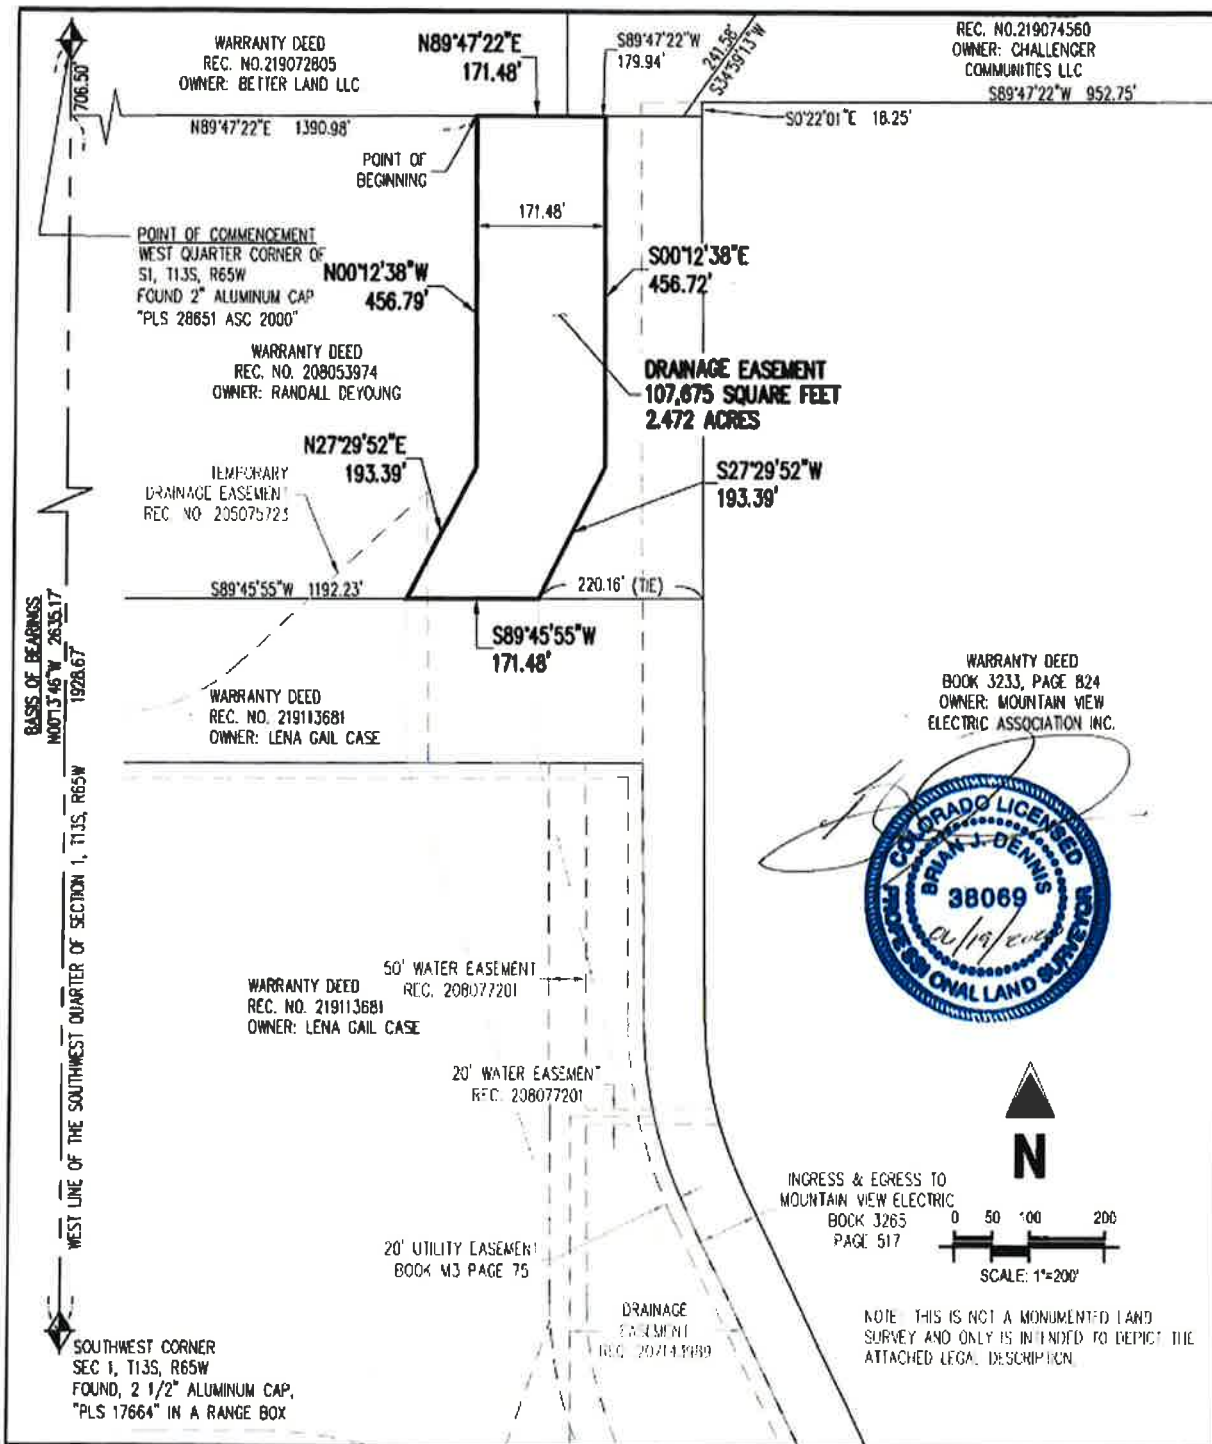 WARRANTY DEED
REC. NO.219072805
OWNER: BETTER LAND LLC
N89°47'22"E
171.48'
S89°47'22"W
179.94'
241.58'
S34°59'13"W
REC. NO.219074560
OWNER: CHALLENGER
COMMUNITIES LLC
S89°47'22"W 952.75'
706.50'
N89°47'22"E 1390.98'
S0°22'01"E 18.25'
POINT OF
BEGINNING
171.48'
POINT OF COMMENCEMENT
WEST QUARTER CORNER OF
S1, T13S, R65W
FOUND 2" ALUMINUM CAP
"PLS 28651 ASC 2000"
N00°12'38"W
456.79'
S00°12'38"E
456.72'
WARRANTY DEED
REC. NO. 208053974
OWNER: RANDALL DEYOUNG
DRAINAGE EASEMENT
107,675 SQUARE FEET
2.472 ACRES
N27°29'52"E
193.39'
S27°29'52"W
193.39'
TEMPORARY
DRAINAGE EASEMENT
REC. NO 205075723
S89°45'55"W 1192.23'
220.16' (TIE)
S89°45'55"W
171.48'
BASIS OF BEARINGS
N00°13'46"W 2635.17'
1928.67'
WEST LINE OF THE SOUTHWEST QUARTER OF SECTION 1, T13S, R65W
WARRANTY DEED
REC. NO. 219113681
OWNER: LENA GAIL CASE
WARRANTY DEED
BOOK 3233, PAGE 824
OWNER: MOUNTAIN VIEW
ELECTRIC ASSOCIATION INC.
COLORADO LICENSED
BRIAN J. DENNIS
38069
PROFESSIONAL LAND SURVEYOR
50' WATER EASEMENT
REC. 208077201
WARRANTY DEED
REC. NO. 219113681
OWNER: LENA GAIL CASE
20' WATER EASEMENT
REC. 208077201
N
INGRESS & EGRESS TO
MOUNTAIN VIEW ELECTRIC
BOOK 3265
PAGE 517
0 50 100 200
SCALE: 1"=200'
20' UTILITY EASEMENT
BOOK M3 PAGE 75
DRAINAGE
EASEMENT
NOTE: THIS IS NOT A MONUMENTED LAND
SURVEY AND ONLY IS INTENDED TO DEPICT THE
ATTACHED LEGAL DESCRIPTION.
SOUTHWEST CORNER
SEC 1, T13S, R65W
FOUND, 2 1/2" ALUMINUM CAP,
"PLS 17664" IN A RANGE BOX